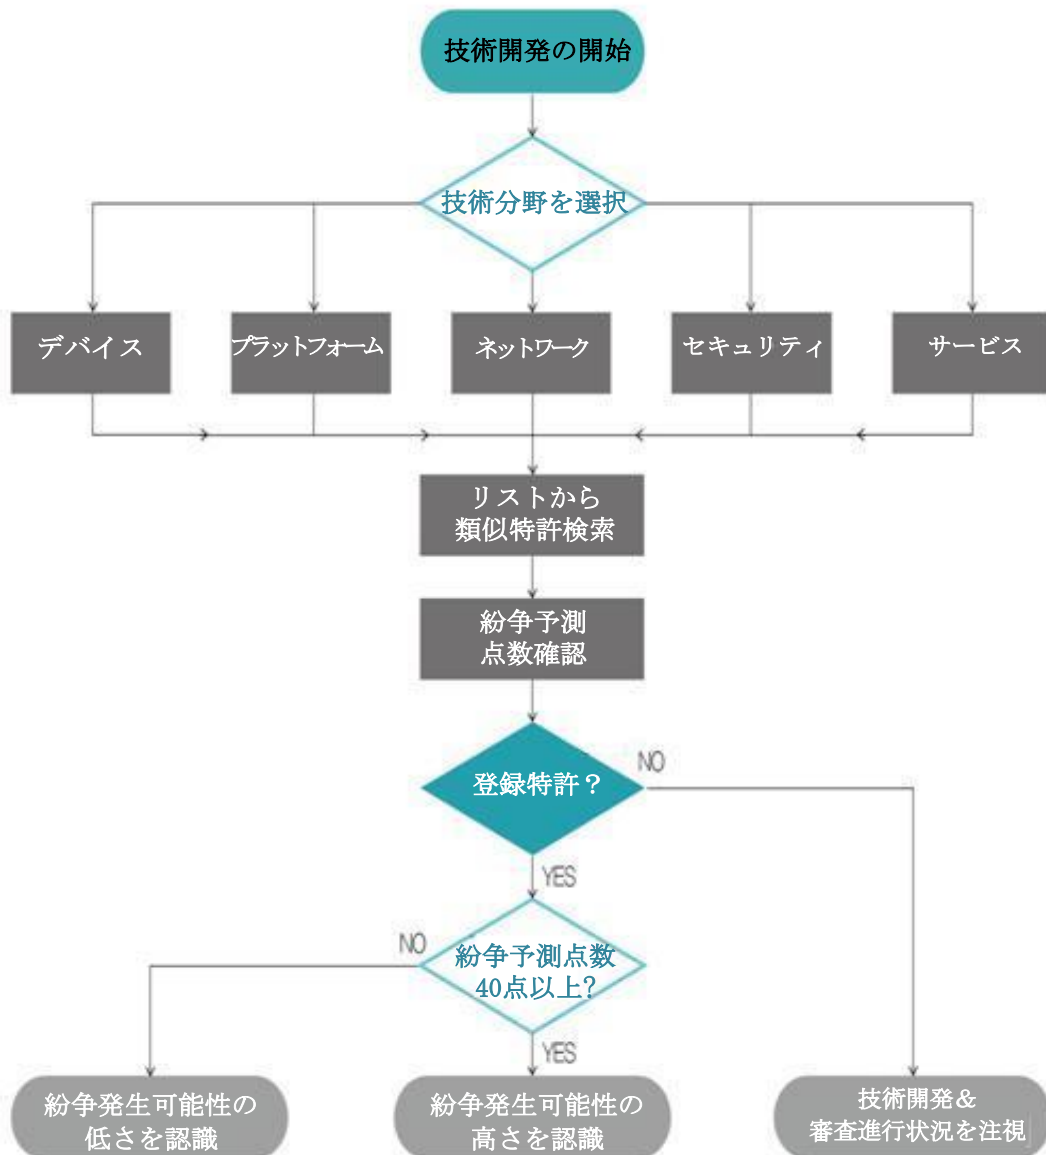 技術開発の開始
技術分野を選択
デバイス
プラットフォーム
ネットワーク
セキュリティ
サービス
リストから
類似特許検索
紛争予測
点数確認
登録特許？
NO
YES
NO
紛争予測点数
40点以上?
YES
紛争発生可能性の
低さを認識
紛争発生可能性の
高さを認識
技術開発＆
審査進行状況を注視